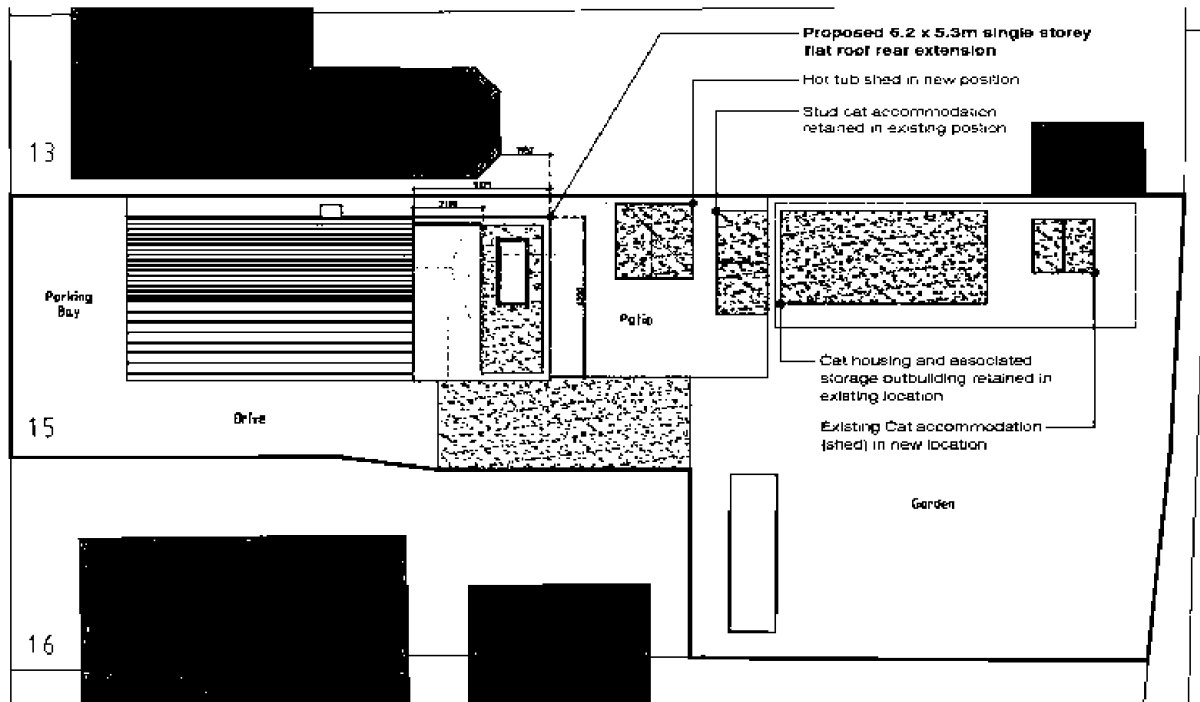 Proposed 6.2 x 5.3m single storey
flat roof rear extension
Hot tub shed in new position
Stud cat accommodation
retained in existing postion
13
Parking
Bay
Patio
Cat housing and associated
storage outbuilding retained in
existing location
15
Drive
Existing Cat accommodation
(shed) in new location
Garden
16